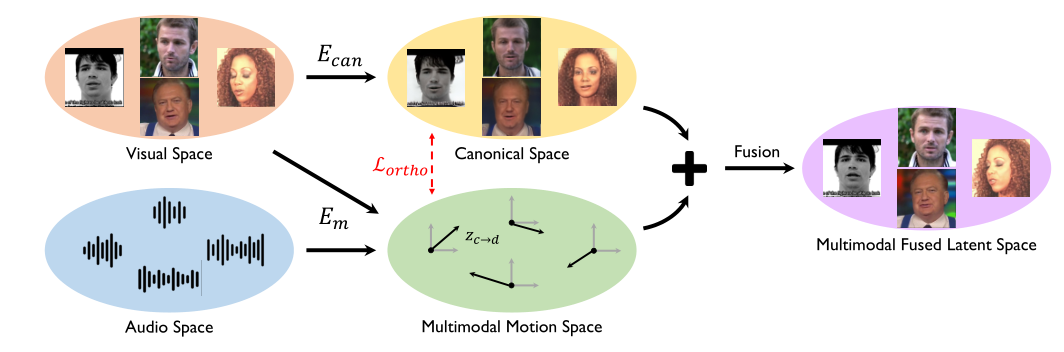 E_can
Visual Space
Canonical Space
Fusion
L_ortho
E_m
z_c→d
Multimodal Fused Latent Space
Audio Space
Multimodal Motion Space